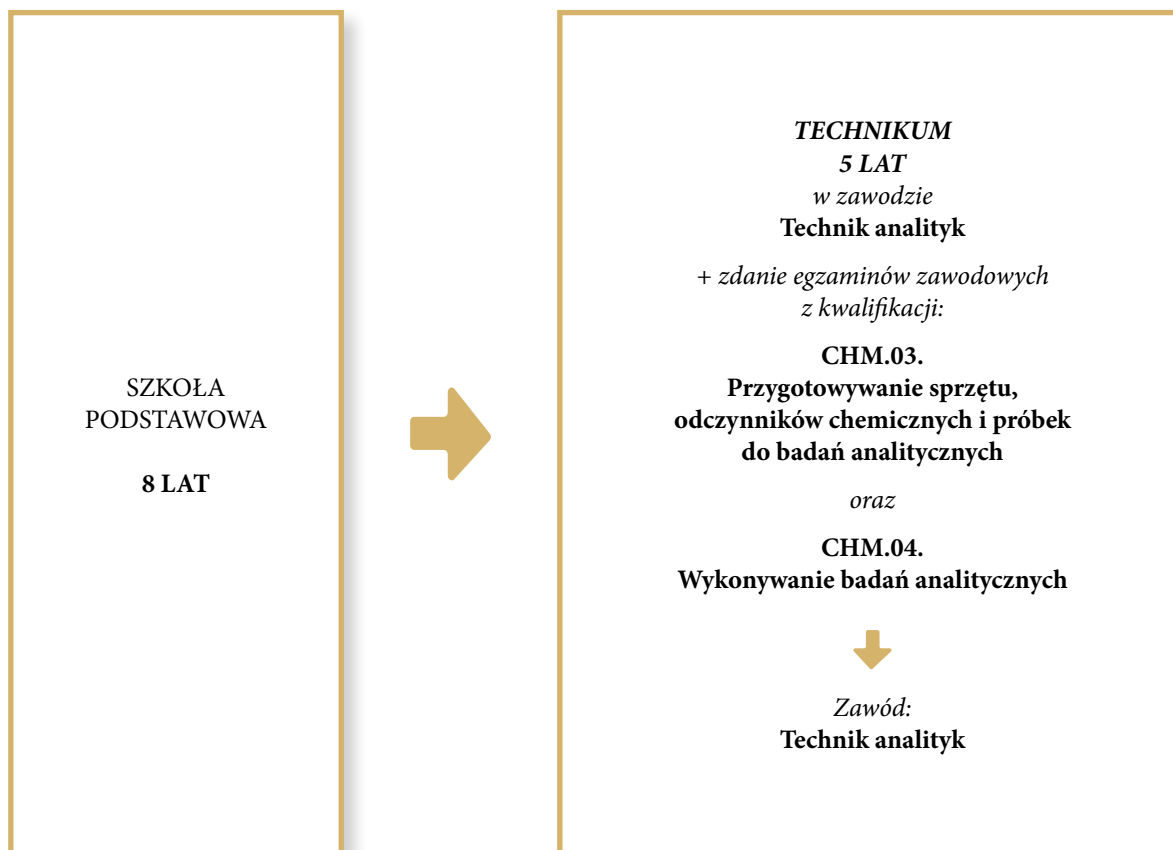 SZKOŁA
PODSTAWOWA
8 LAT
TECHNIKUM
5 LAT
w zawodzie
Technik analityk
+ zdanie egzaminów zawodowych
z kwalifikacji:
CHM.03.
Przygotowywanie sprzętu,
odczynników chemicznych i próbek
do badań analitycznych
oraz
CHM.04.
Wykonywanie badań analitycznych
Zawód:
Technik analityk